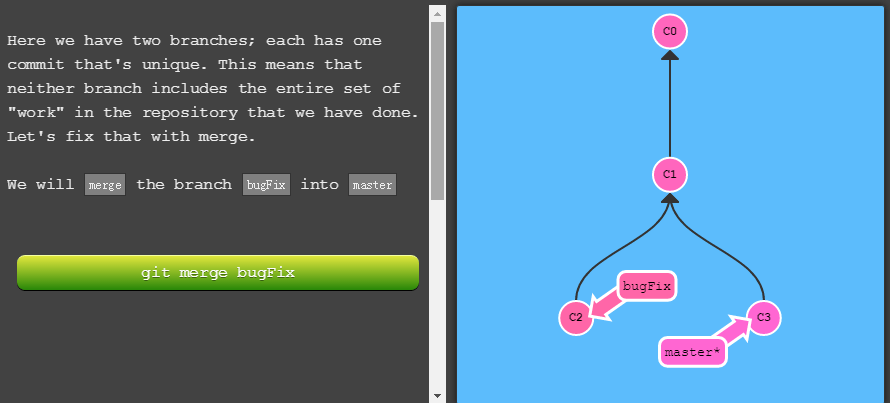 Here we have two branches; each has one
commit that's unique. This means that
neither branch includes the entire set of
"work" in the repository that we have done.
Let's fix that with merge.
We will merge the branch bugFix into master
git merge bugFix
C0
C1
bugFix
C2
C3
master*